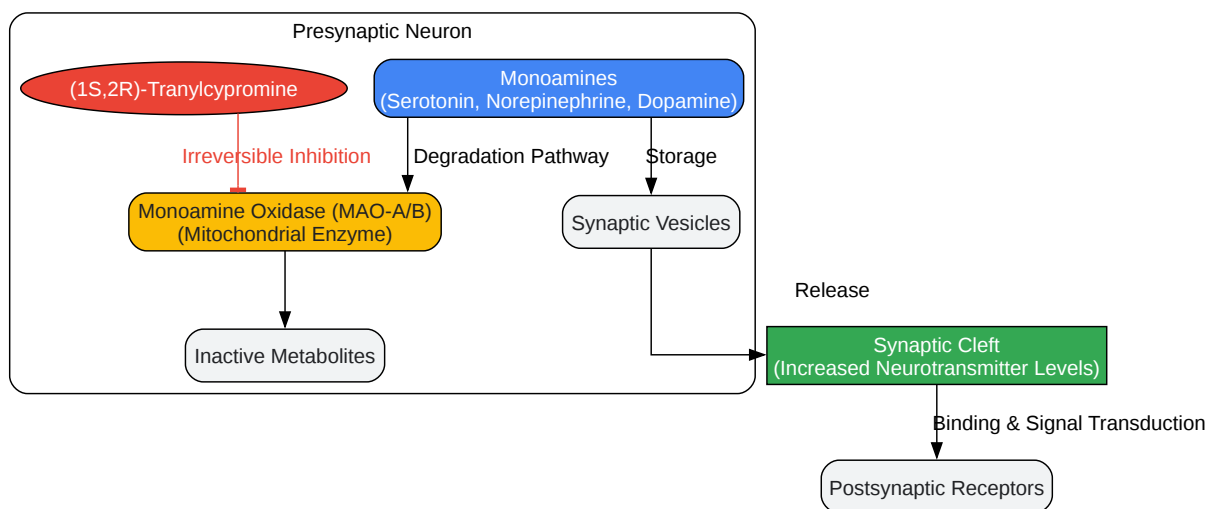 Presynaptic Neuron
(1S,2R)-Tranylcypromine
Monoamines
(Serotonin, Norepinephrine, Dopamine)
Irreversible Inhibition
Degradation Pathway
Storage
Monoamine Oxidase (MAO-A/B)
(Mitochondrial Enzyme)
Synaptic Vesicles
Release
Inactive Metabolites
Synaptic Cleft
(Increased Neurotransmitter Levels)
Binding & Signal Transduction
Postsynaptic Receptors